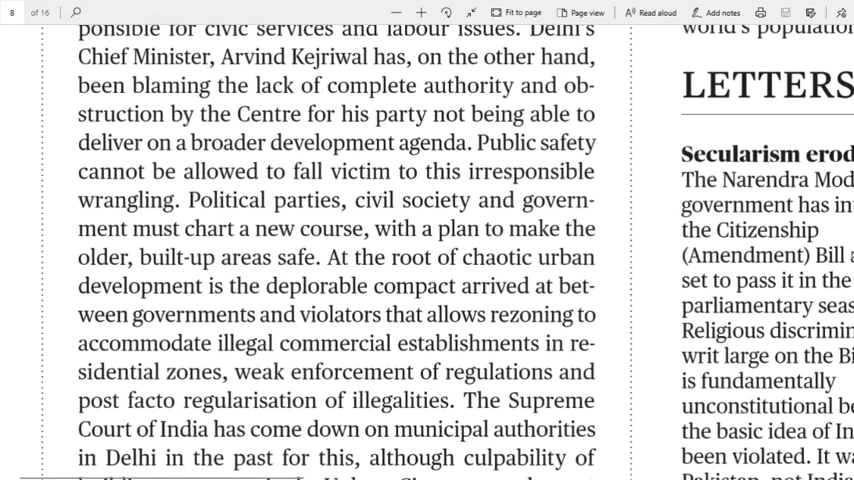 8 of 16 Fit to page Page view Read aloud Add notes
ponsible for civic services and labour issues. Delhi's
Chief Minister, Arvind Kejriwal has, on the other hand,
been blaming the lack of complete authority and ob-
struction by the Centre for his party not being able to
deliver on a broader development agenda. Public safety
cannot be allowed to fall victim to this irresponsible
wrangling. Political parties, civil society and govern-
ment must chart a new course, with a plan to make the
older, built-up areas safe. At the root of chaotic urban
development is the deplorable compact arrived at bet-
ween governments and violators that allows rezoning to
accommodate illegal commercial establishments in re-
sidential zones, weak enforcement of regulations and
post facto regularisation of illegalities. The Supreme
Court of India has come down on municipal authorities
in Delhi in the past for this, although culpability of
world's population
LETTERS
Secularism erod
The Narendra Mod
government has in
the Citizenship
(Amendment) Bill a
set to pass it in the
parliamentary seas
Religious discrimin
writ large on the Bi
is fundamentally
unconstitutional be
the basic idea of In
been violated. It wa
Pakistan, not India